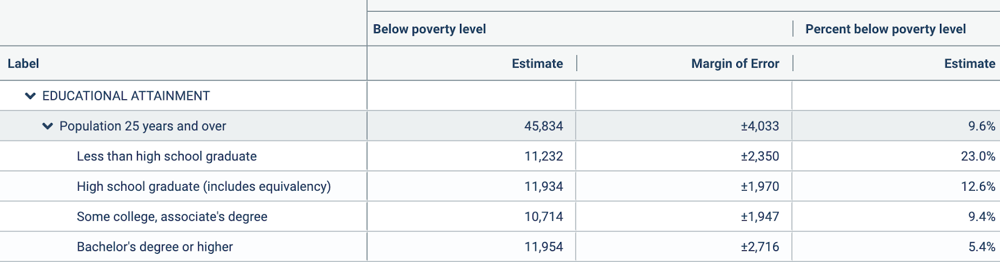 Below poverty level Percent below poverty level
Label Estimate Margin of Error Estimate
EDUCATIONAL ATTAINMENT
Population 25 years and over 45,834 ±4,033 9.6%
Less than high school graduate 11,232 ±2,350 23.0%
High school graduate (includes equivalency) 11,934 ±1,970 12.6%
Some college, associate's degree 10,714 ±1,947 9.4%
Bachelor's degree or higher 11,954 ±2,716 5.4%